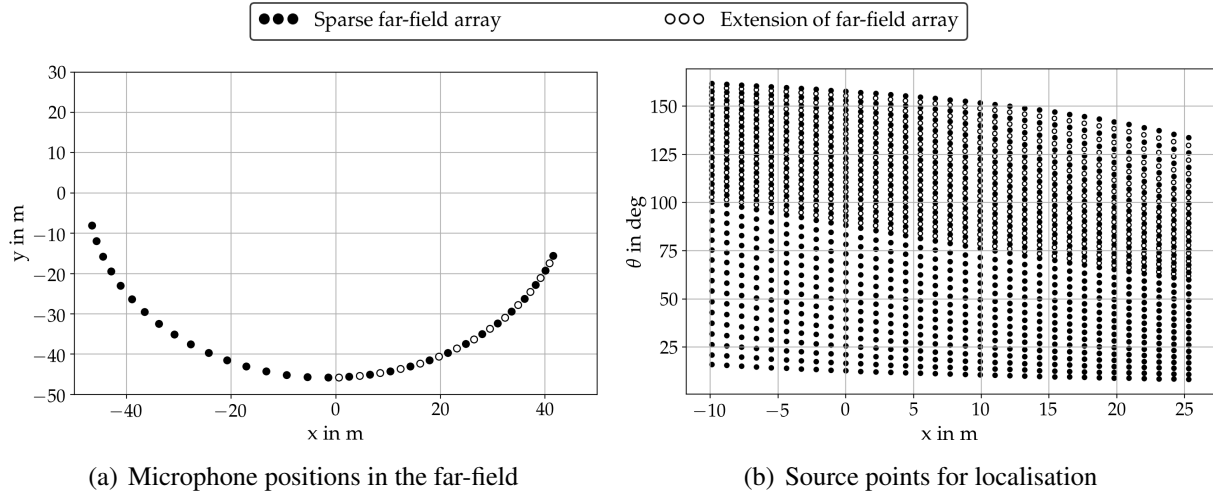 Sparse far-field array Extension of far-field array
30
20
10
0
−10
−20
−30
−40
−50
y in m
−40 −20 0 20 40
x in m
150
125
100
75
50
25
θ in deg
−10 −5 0 5 10 15 20 25
x in m
(a) Microphone positions in the far-field (b) Source points for localisation